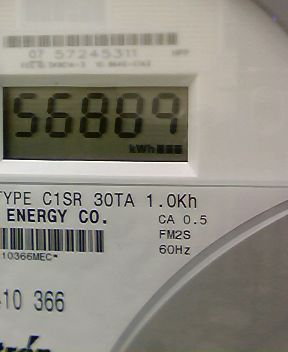 07 57245311
56889
kWh
TYPE C1SR 30TA 1.0Kh
ENERGY CO.
CA 0.5
FM2S
60Hz
10366MEC*
10 366